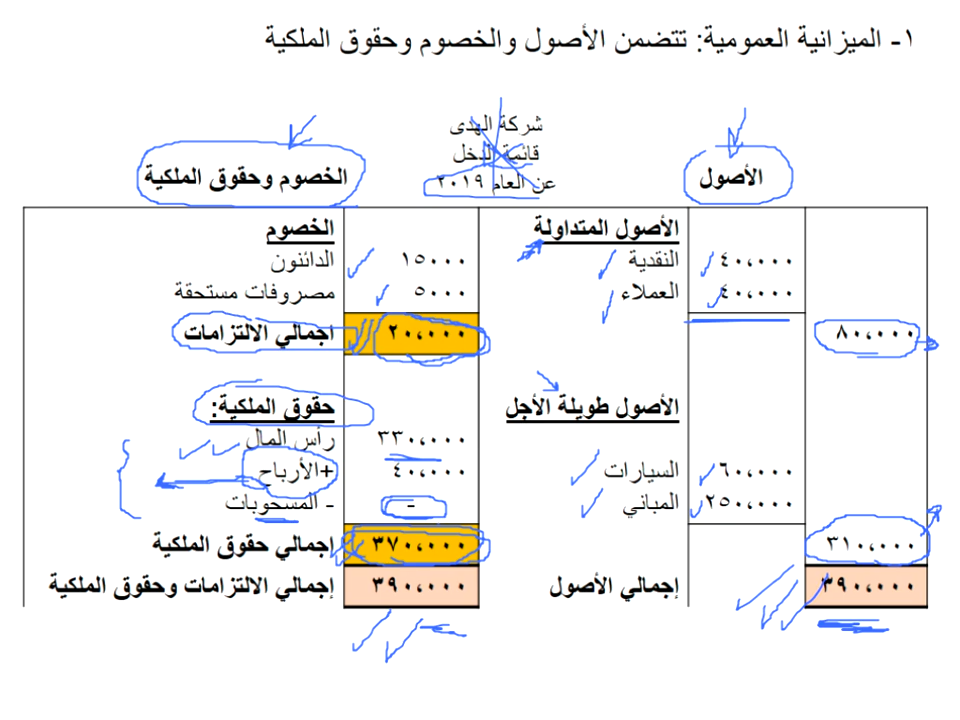 ١- الميزانية العمومية: تتضمن الأصول والخصوم وحقوق الملكية
شركة الهدى
قائمة الدخل
عن العام ٢٠١٩
الأصول
الخصوم وحقوق الملكية
الأصول المتداولة
الخصوم
٤٠،٠٠٠ النقدية
١٥٠٠٠ الدائنون
٤٠،٠٠٠ العملاء
٥٠٠٠ مصروفات مستحقة
٨٠،٠٠٠
٢٠،٠٠٠ إجمالي الالتزامات
الأصول طويلة الأجل
حقوق الملكية:
٣٣٠،٠٠٠ رأس المال
٦٠،٠٠٠ السيارات
٤٠،٠٠٠ +الأرباح
٢٥٠،٠٠٠ المباني
- - المسحوبات
٣١٠،٠٠٠
٣٧٠،٠٠٠ إجمالي حقوق الملكية
٣٩٠،٠٠٠ إجمالي الأصول
٣٩٠،٠٠٠ إجمالي الالتزامات وحقوق الملكية